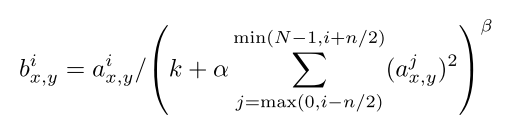 b^i_{x,y} = a^i_{x,y} / \left( k + \alpha \sum_{j=\max(0,i-n/2)}^{\min(N-1,i+n/2)} (a^j_{x,y})^2 \right)^\beta